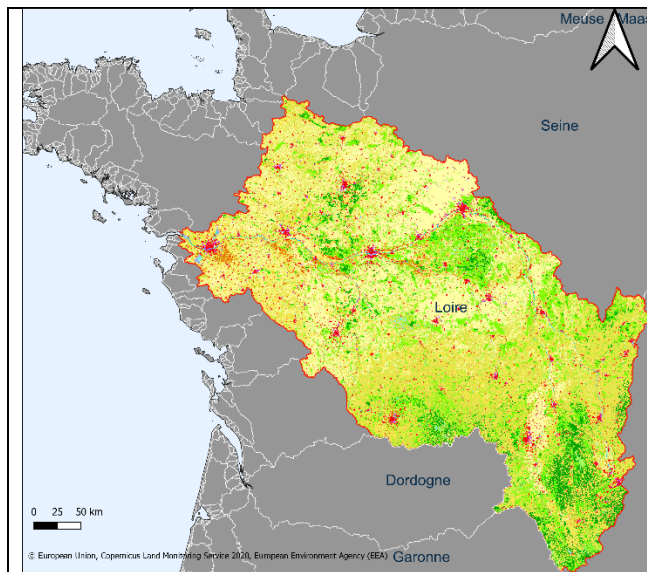 Meuse Maas
Seine
Loire
Dordogne
0 25 50 km
© European Union, Copernicus Land Monitoring Service 2020, European Environment Agency (EEA)
Garonne